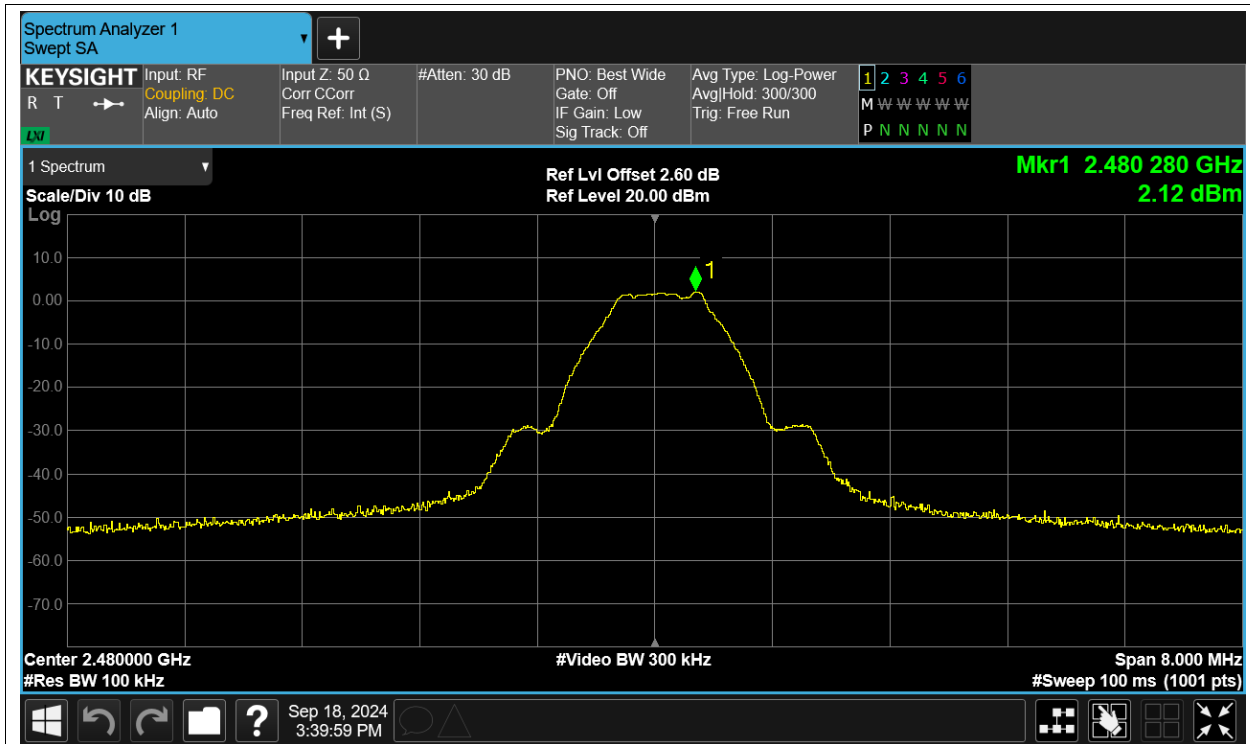 Spectrum Analyzer 1
Swept SA
+
KEYSIGHT
R T
LXI
Input: RF
Coupling: DC
Align: Auto
Input Z: 50 Ω
Corr CCorr
Freq Ref: Int (S)
#Atten: 30 dB
PNO: Best Wide
Gate: Off
IF Gain: Low
Sig Track: Off
Avg Type: Log-Power
Avg|Hold: 300/300
Trig: Free Run
1 2 3 4 5 6
M W W W W W
P N N N N N
1 Spectrum
Scale/Div 10 dB
Log
Ref Lvl Offset 2.60 dB
Ref Level 20.00 dBm
Mkr1 2.480 280 GHz
2.12 dBm
1
10.0
0.00
-10.0
-20.0
-30.0
-40.0
-50.0
-60.0
-70.0
Center 2.480000 GHz
#Res BW 100 kHz
#Video BW 300 kHz
Span 8.000 MHz
#Sweep 100 ms (1001 pts)
?
Sep 18, 2024
3:39:59 PM